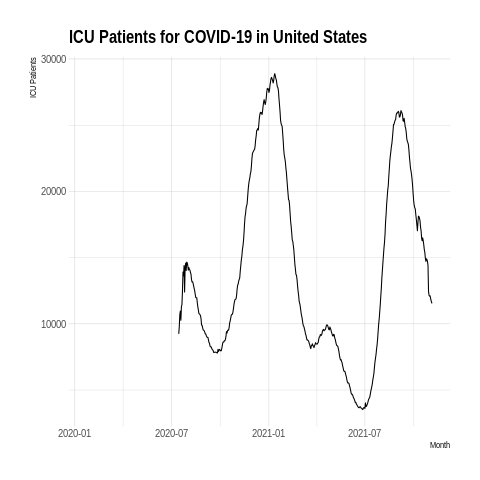 ICU Patients for COVID-19 in United States
ICU Patients
30000
20000
10000
2020-01 2020-07 2021-01 2021-07
Month